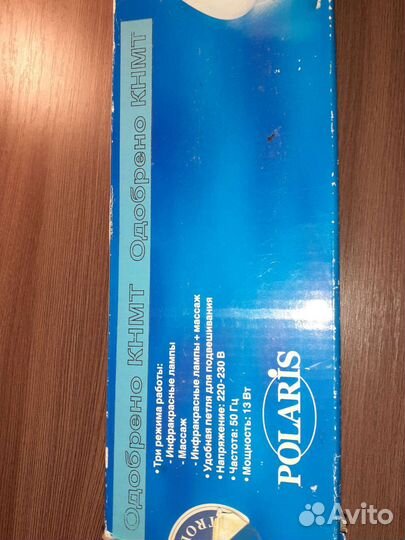 Одобрено КНМТ Одобрено КНМТ
• Три режима работы:
- Инфракрасные лампы
- Массаж
- Инфракрасные лампы + массаж
• Удобная петля для подвешивания
• Напряжение: 220-230 В
• Частота: 50 Гц
• Мощность: 13 Вт
POLARIS
TROL
Avito